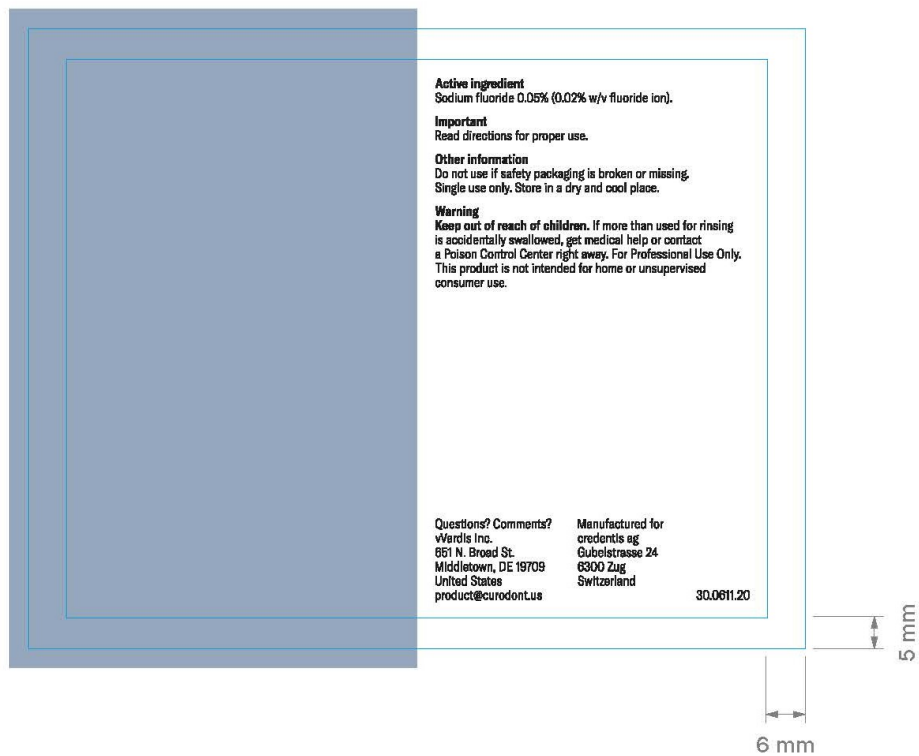 Active ingredient
Sodium fluoride 0.05% (0.02% w/v fluoride ion).
Important
Read directions for proper use.
Other information
Do not use if safety packaging is broken or missing.
Single use only. Store in a dry and cool place.
Warning
Keep out of reach of children. If more than used for rinsing
is accidentally swallowed, get medical help or contact
a Poison Control Center right away. For Professional Use Only.
This product is not intended for home or unsupervised
consumer use.
Questions? Comments?
vVardis Inc.
651 N. Broad St.
Middletown, DE 19709
United States
product@curodont.us
Manufactured for
credentis ag
Gubelstrasse 24
6300 Zug
Switzerland
30.0611.20
5 mm
6 mm